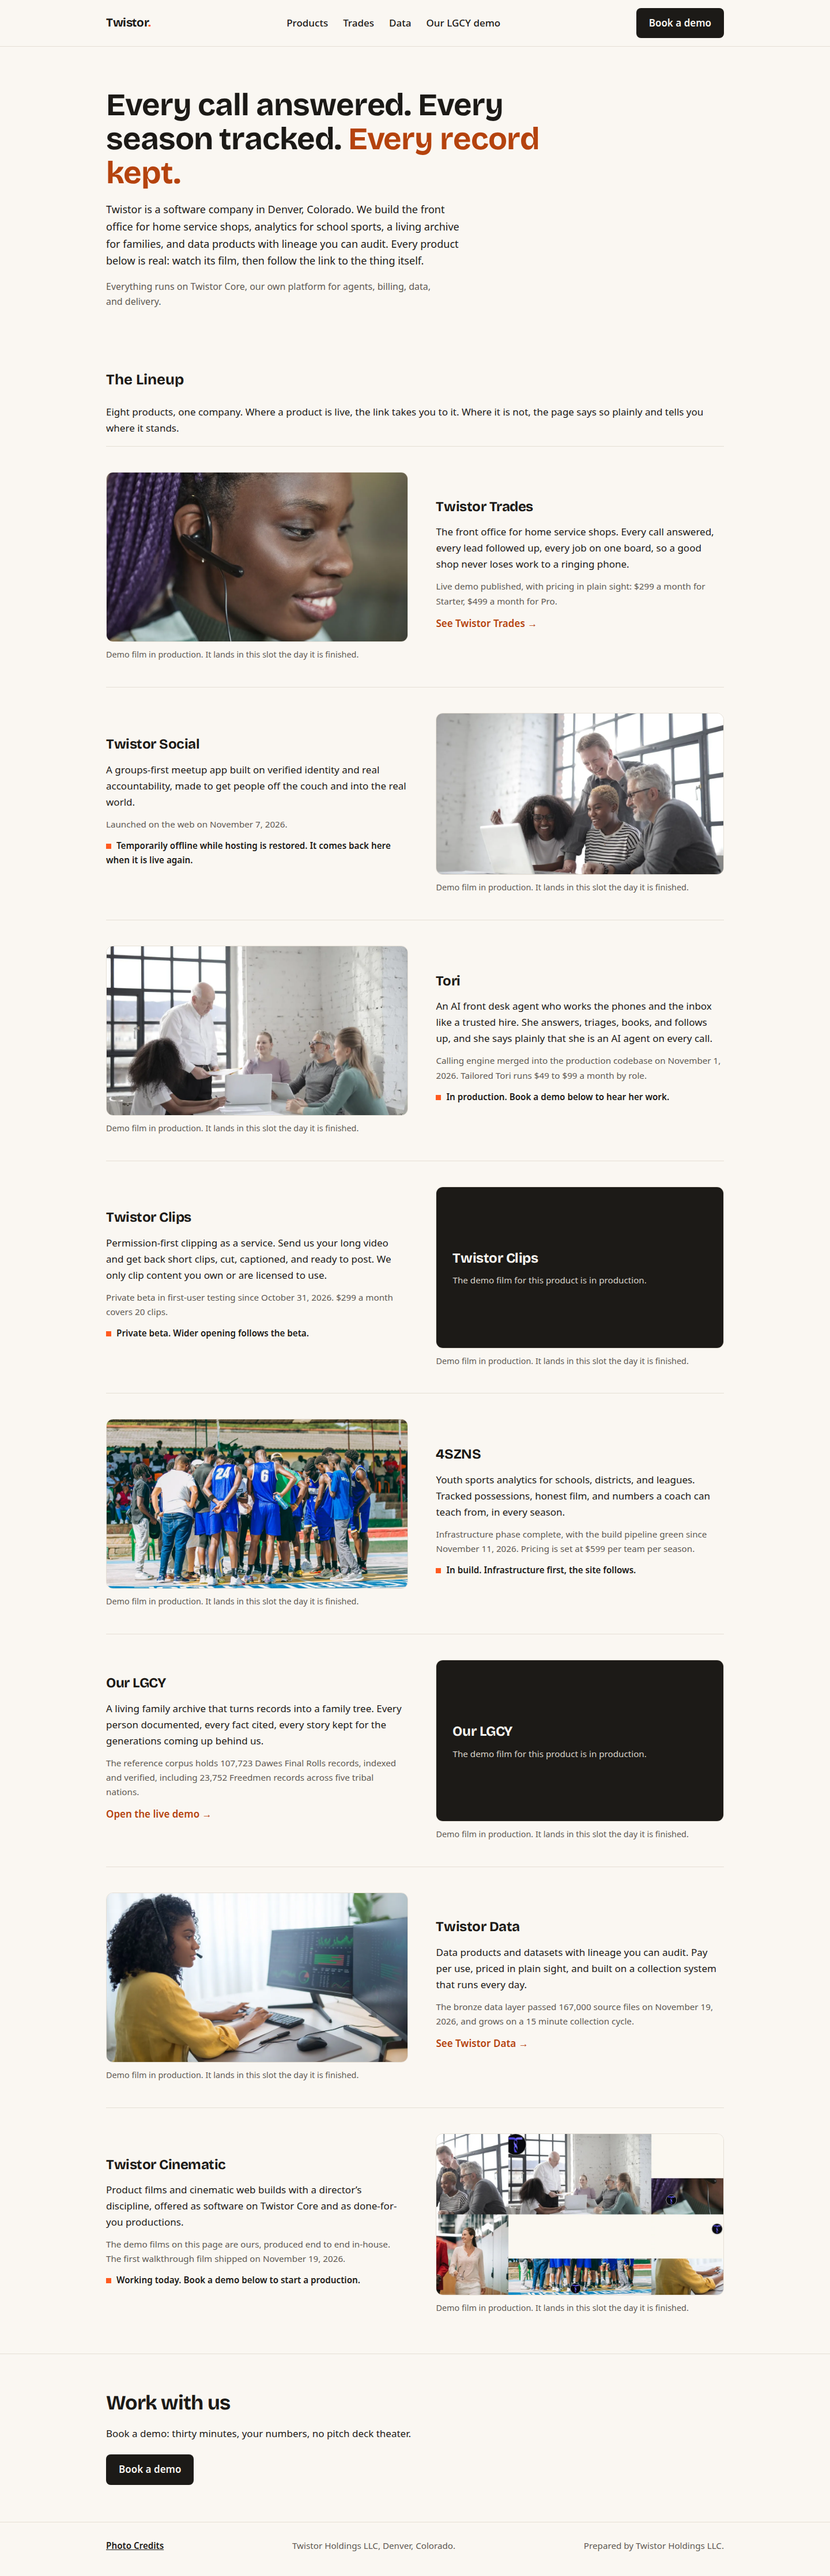 Twistor.
Products Trades Data Our LGCY demo
Book a demo
Every call answered. Every
season tracked. Every record
kept.
Twistor is a software company in Denver, Colorado. We build the front
office for home service shops, analytics for school sports, a living archive
for families, and data products with lineage you can audit. Every product
below is real: watch its film, then follow the link to the thing itself.
Everything runs on Twistor Core, our own platform for agents, billing, data,
and delivery.
The Lineup
Eight products, one company. Where a product is live, the link takes you to it. Where it is not, the page says so plainly and tells you
where it stands.
Twistor Trades
The front office for home service shops. Every call answered,
every lead followed up, every job on one board, so a good
shop never loses work to a ringing phone.
Live demo published, with pricing in plain sight: $299 a month for
Starter, $499 a month for Pro.
See Twistor Trades →
Demo film in production. It lands in this slot the day it is finished.
Twistor Social
A groups-first meetup app built on verified identity and real
accountability, made to get people off the couch and into the real
world.
Launched on the web on November 7, 2026.
Temporarily offline while hosting is restored. It comes back here
when it is live again.
Demo film in production. It lands in this slot the day it is finished.
Tori
An AI front desk agent who works the phones and the inbox
like a trusted hire. She answers, triages, books, and follows
up, and she says plainly that she is an AI agent on every call.
Calling engine merged into the production codebase on November 1,
2026. Tailored Tori runs $49 to $99 a month by role.
In production. Book a demo below to hear her work.
Demo film in production. It lands in this slot the day it is finished.
Twistor Clips
Permission-first clipping as a service. Send us your long video
and get back short clips, cut, captioned, and ready to post. We
only clip content you own or are licensed to use.
Private beta in first-user testing since October 31, 2026. $299 a month
covers 20 clips.
Private beta. Wider opening follows the beta.
Twistor Clips
The demo film for this product is in production.
Demo film in production. It lands in this slot the day it is finished.
24
6
4SZNS
Youth sports analytics for schools, districts, and leagues.
Tracked possessions, honest film, and numbers a coach can
teach from, in every season.
Infrastructure phase complete, with the build pipeline green since
November 11, 2026. Pricing is set at $599 per team per season.
In build. Infrastructure first, the site follows.
Demo film in production. It lands in this slot the day it is finished.
Our LGCY
A living family archive that turns records into a family tree. Every
person documented, every fact cited, every story kept for the
generations coming up behind us.
The reference corpus holds 107,723 Dawes Final Rolls records, indexed
and verified, including 23,752 Freedmen records across five tribal
nations.
Open the live demo →
Our LGCY
The demo film for this product is in production.
Demo film in production. It lands in this slot the day it is finished.
Twistor Data
Data products and datasets with lineage you can audit. Pay
per use, priced in plain sight, and built on a collection system
that runs every day.
The bronze data layer passed 167,000 source files on November 19,
2026, and grows on a 15 minute collection cycle.
See Twistor Data →
Demo film in production. It lands in this slot the day it is finished.
Twistor Cinematic
Product films and cinematic web builds with a director's
discipline, offered as software on Twistor Core and as done-for-
you productions.
The demo films on this page are ours, produced end to end in-house.
The first walkthrough film shipped on November 19, 2026.
Working today. Book a demo below to start a production.
Demo film in production. It lands in this slot the day it is finished.
Work with us
Book a demo: thirty minutes, your numbers, no pitch deck theater.
Book a demo
Photo Credits
Twistor Holdings LLC, Denver, Colorado.
Prepared by Twistor Holdings LLC.